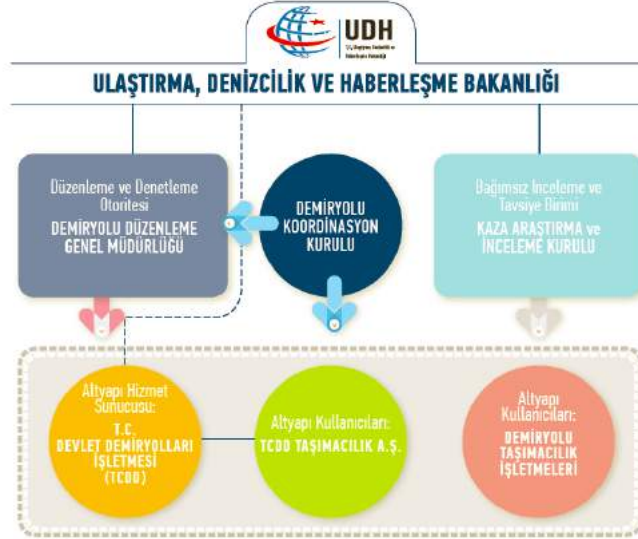 UDH
ULAŞTIRMA, DENİZCİLİK VE HABERLEŞME BAKANLIĞI
Düzenleme ve Denetleme
Otoritesi
DEMİRYOLU DÜZENLEME
GENEL MÜDÜRLÜĞÜ
DEMİRYOLU
KOORDİNASYON
KURULU
Bağımsız İnceleme ve
Tavsiye Birimi
KAZA ARAŞTIRMA ve
İNCELEME KURULU
Altyapı Hizmet
Sunucusu:
T.C.
DEVLET DEMİRYOLLARI
İŞLETMESİ
(TCDD)
Altyapı Kullanıcıları:
TCDD TAŞIMACILIK A.Ş.
Altyapı
Kullanıcıları:
DEMİRYOLU
TAŞIMACILIK
İŞLETMELERİ